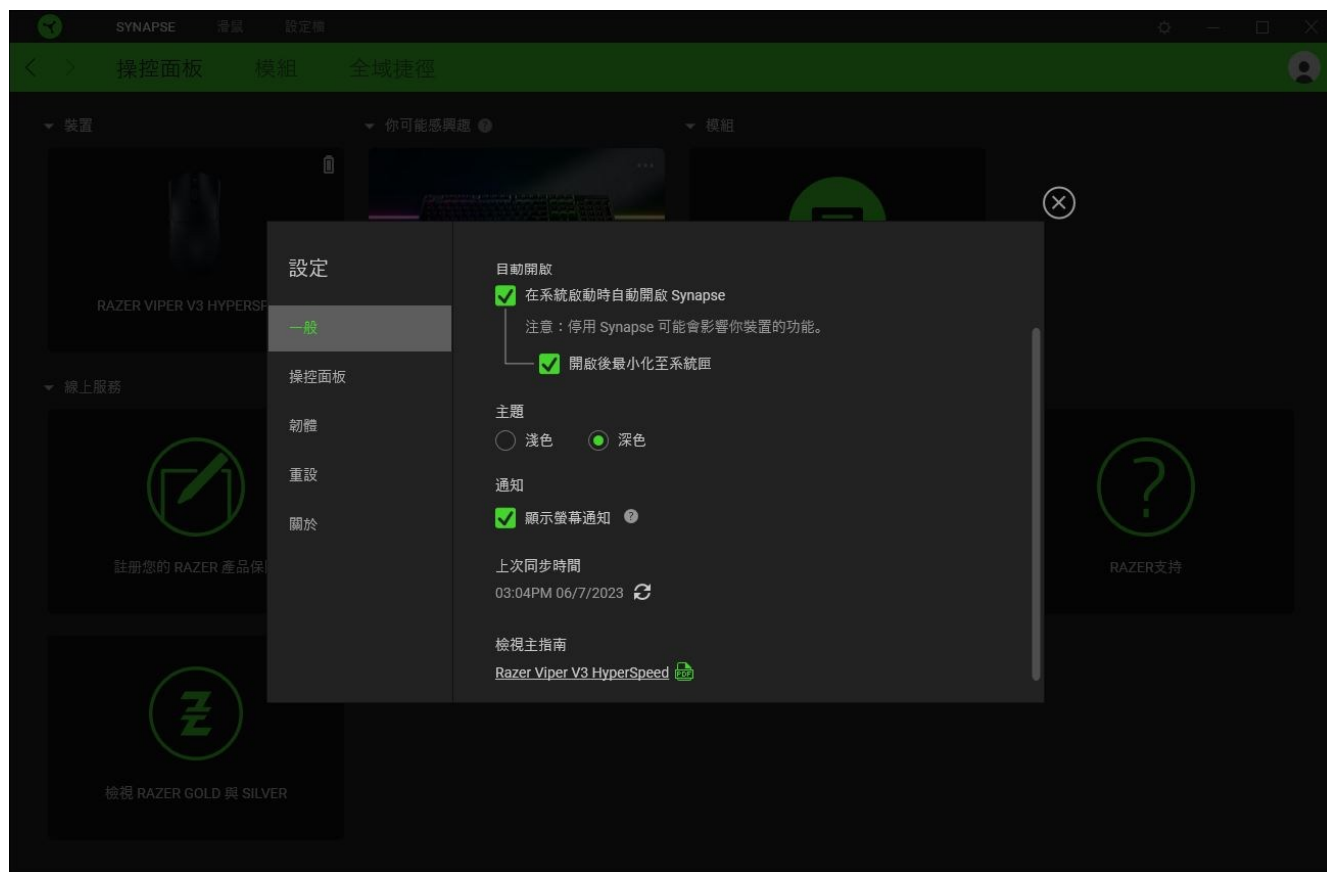 SYNAPSE 滑鼠 設定檔
操控面板 模組 全域捷徑
裝置
你可能感興趣 ?
模組
RAZER VIPER V3 HYPERSP
線上服務
註冊您的 RAZER 產品保
RAZER支持
檢視 RAZER GOLD 與 SILVER
設定
一般
操控面板
韌體
重設
關於
自動開啟
在系統啟動時自動開啟 Synapse
注意：停用 Synapse 可能會影響你裝置的功能。
開啟後最小化至系統匣
主題
淺色 深色
通知
顯示螢幕通知 ?
上次同步時間
03:04PM 06/7/2023
檢視主指南
Razer Viper V3 HyperSpeed PDF